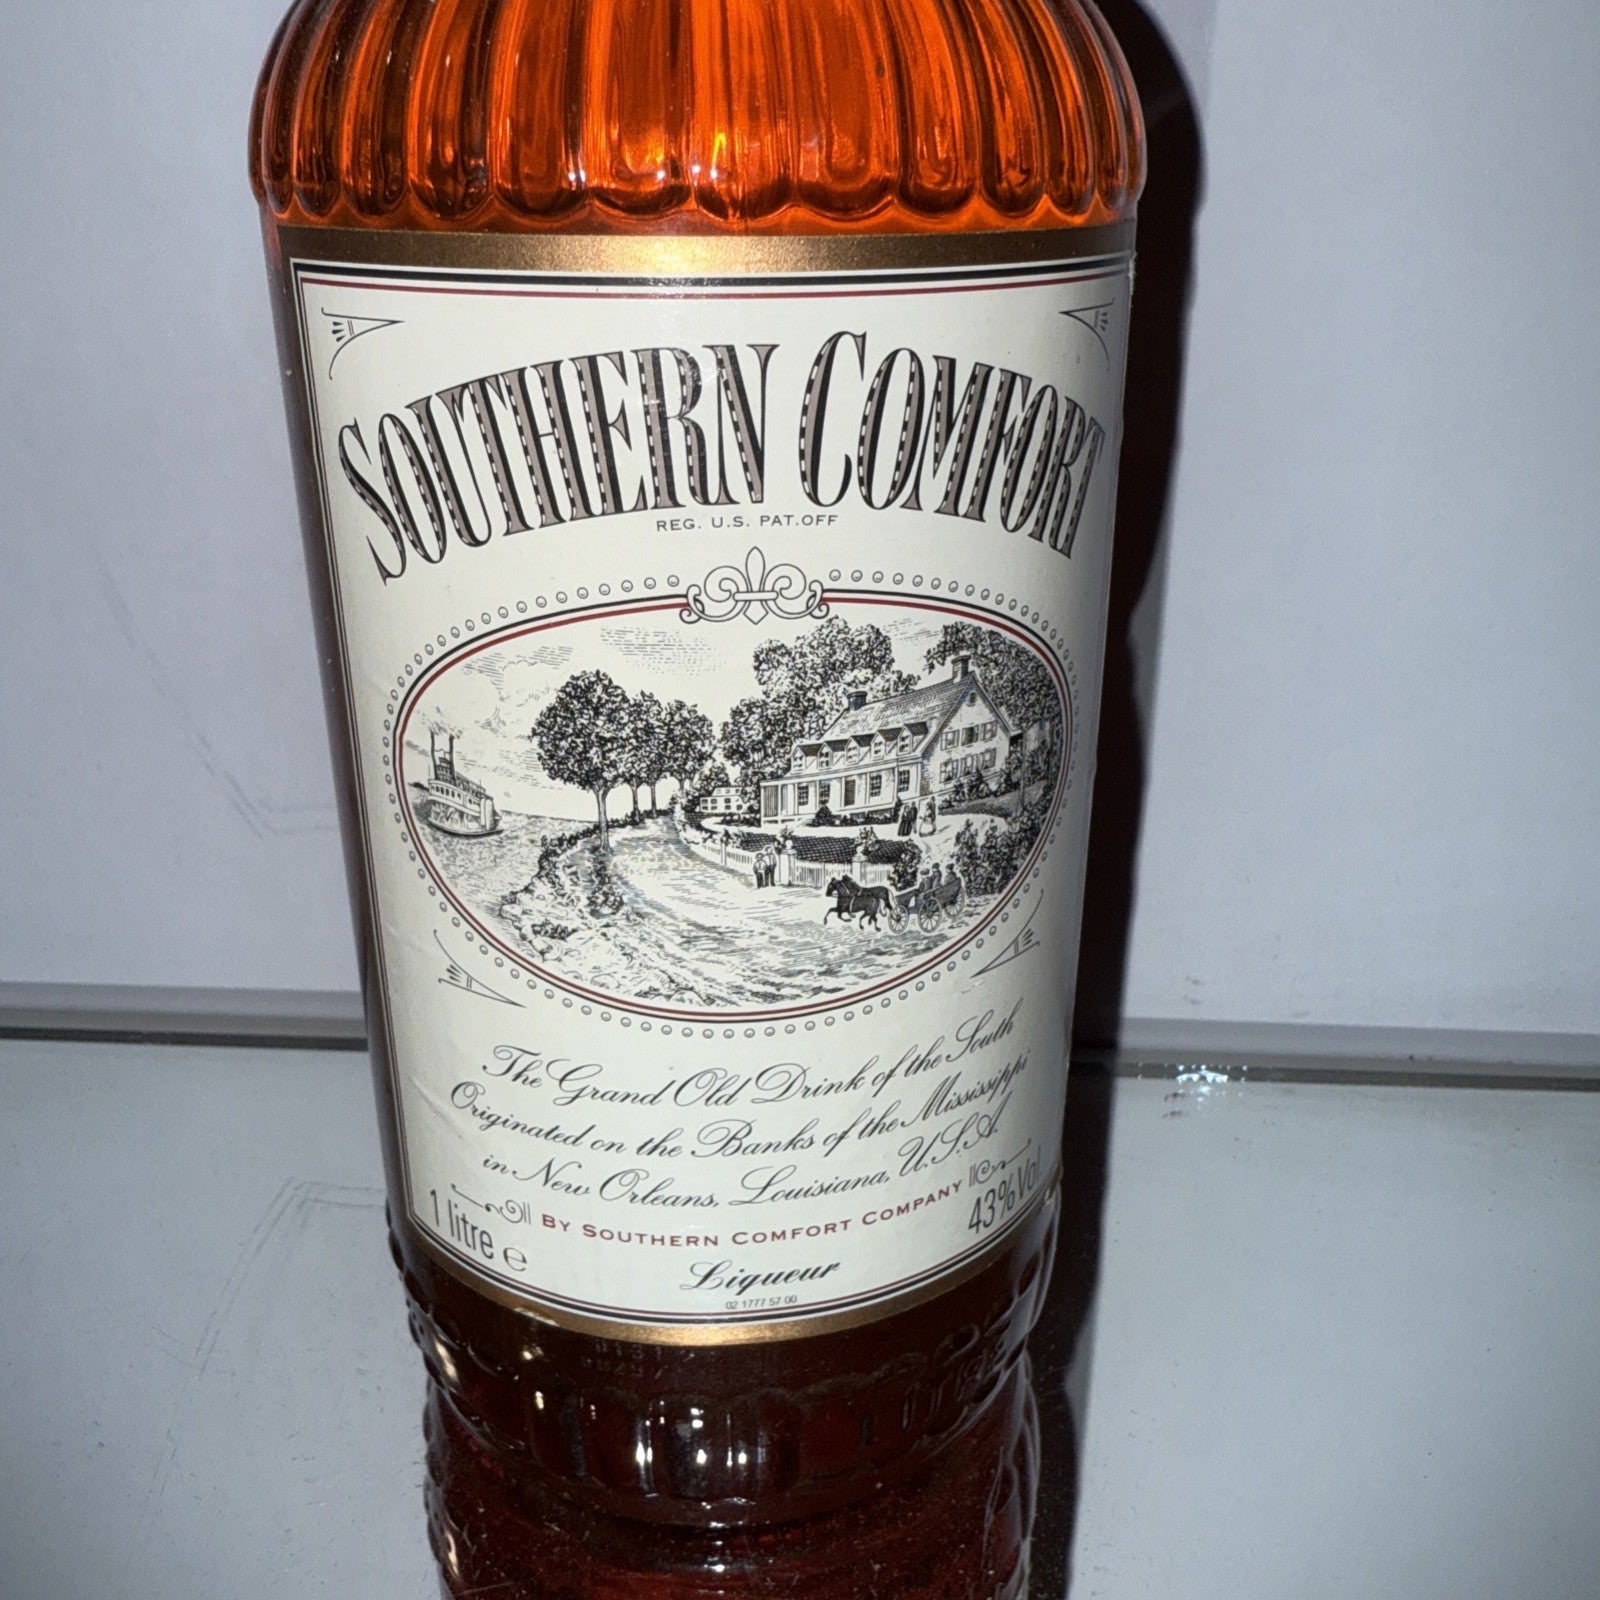 SOUTHERN COMFORT
REG. U.S. PAT.OFF
The Grand Old Drink of the South
Originated on the Banks of the Mississippi
in New Orleans, Louisiana, U.S.A.
BY SOUTHERN COMFORT COMPANY
1 litre e
43% Vol.
Liqueur
02 1777 57 00